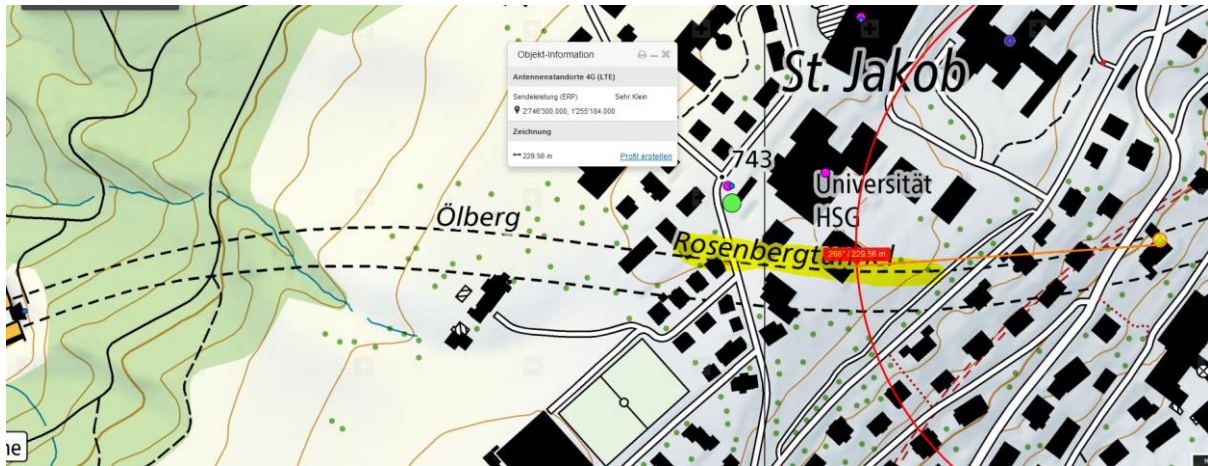 Objekt-Information
Antennenstandorte 4G (LTE)
Sendeleistung (ERP) Sehr Klein
2'746'300.000, 1'255'184.000
Zeichnung
229.56 m Profil erstellen
St. Jakob
743
Universität
HSG
Ölberg
Rosenbergtunnel
266° / 229.56 m
ne